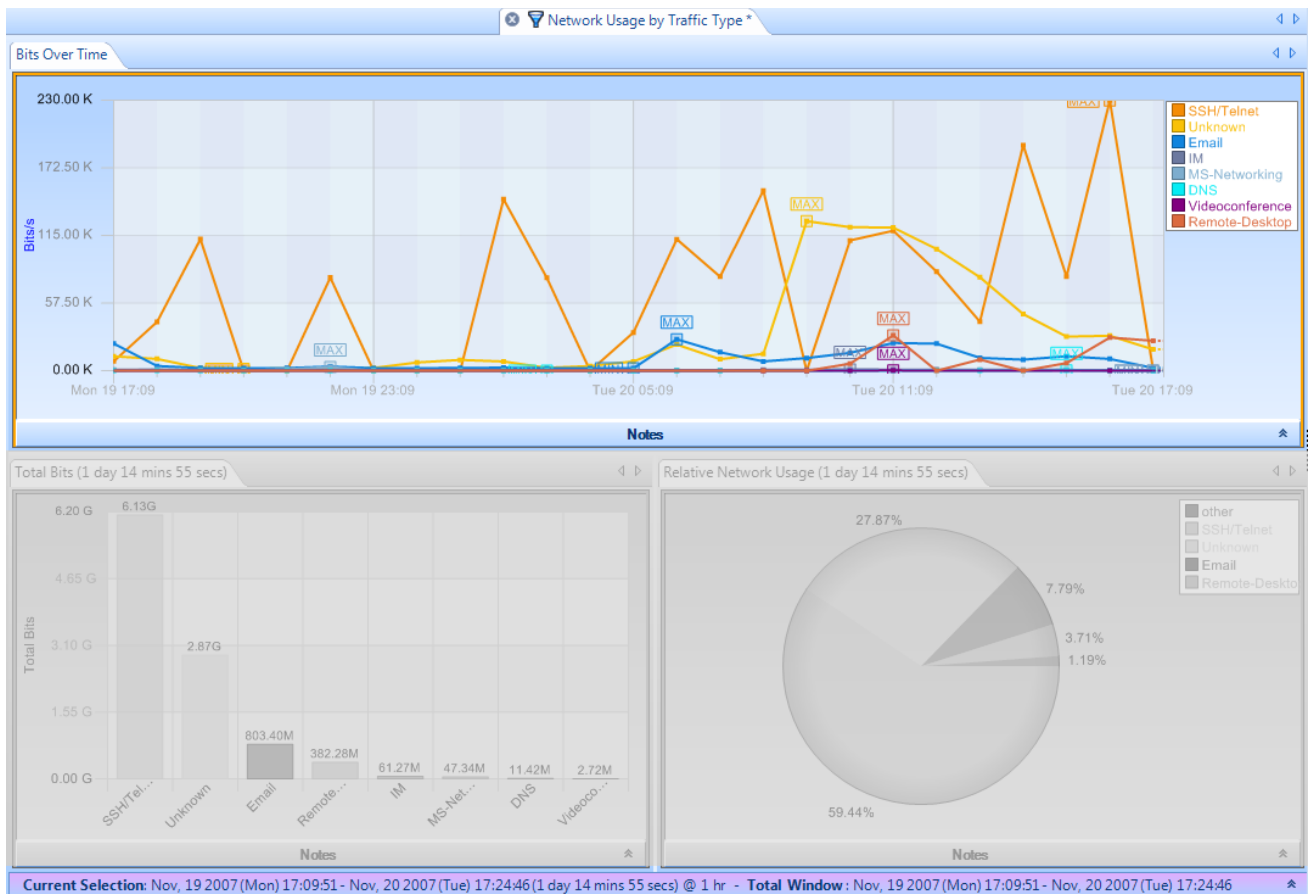 Network Usage by Traffic Type *
Bits Over Time
230.00 K
172.50 K
115.00 K
57.50 K
0.00 K
Bits/s
MAX
MAX
MAX
MAX
MAX
MAX
MAX
MAX
Mon 19 17:09
Mon 19 23:09
Tue 20 05:09
Tue 20 11:09
Tue 20 17:09
SSH/Telnet
Unknown
Email
IM
MS-Networking
DNS
Videoconference
Remote-Desktop
Notes
Total Bits (1 day 14 mins 55 secs)
6.20 G
4.65 G
3.10 G
1.55 G
0.00 G
Total Bits
6.13G
2.87G
803.40M
382.28M
61.27M
47.34M
11.42M
2.72M
SSH/Tel...
Unknown
Email
Remote...
IM
MS-Net...
DNS
Videoco...
Notes
Relative Network Usage (1 day 14 mins 55 secs)
27.87%
7.79%
3.71%
1.19%
59.44%
other
SSH/Telnet
Unknown
Email
Remote-Deskto
Notes
Current Selection: Nov, 19 2007 (Mon) 17:09:51 - Nov, 20 2007 (Tue) 17:24:46 (1 day 14 mins 55 secs) @ 1 hr - Total Window : Nov, 19 2007 (Mon) 17:09:51 - Nov, 20 2007 (Tue) 17:24:46